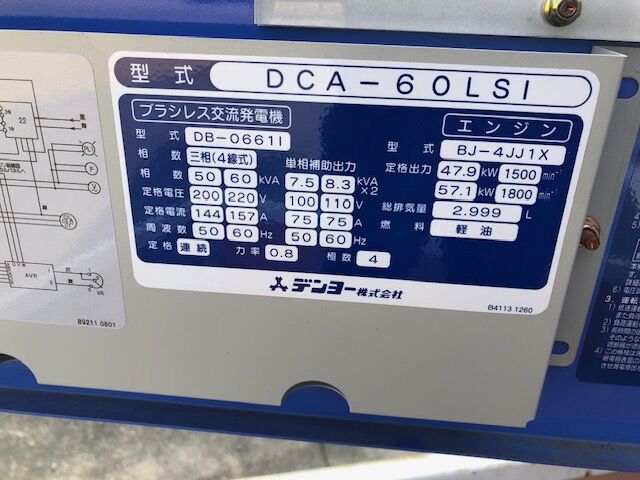 型式 DCA-60LSI
ブラシレス交流発電機
型式 DB-0661I
相数 三相(4線式) 単相補助出力
相数 50 60 kVA 7.5 8.3 kVA ×2
定格電圧 200 220 V 100 110 V
定格電流 144 157 A 75 75 A
周波数 50 60 Hz 50 60 Hz
定格 連続 力率 0.8 極数 4
エンジン
型式 BJ-4JJ1X
定格出力 47.9 kW 1500 min⁻¹
57.1 kW 1800 min⁻¹
総排気量 2.999 L
燃料 軽油
デンヨー株式会社
B4113 1260
22
AVR
VR
B9211 0801
3. 運転